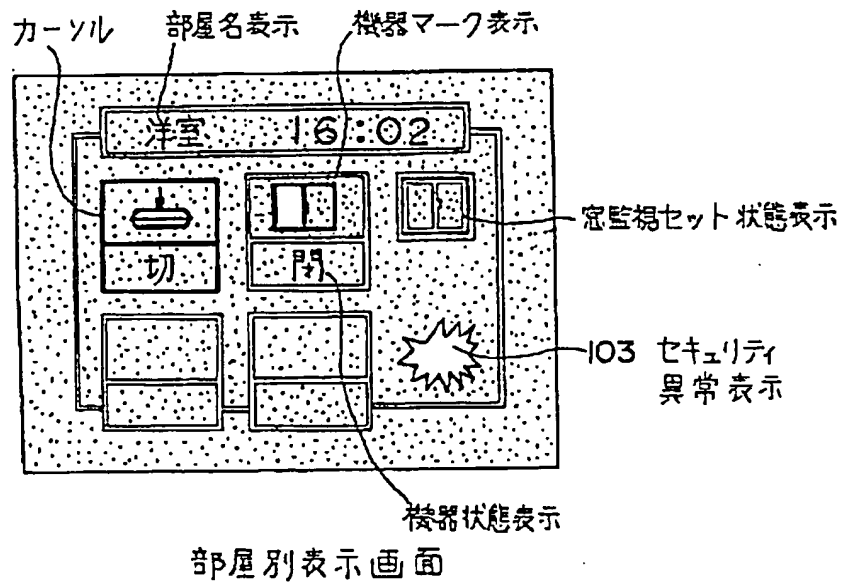 カーソル 部屋名表示 機器マーク表示
洋室 16:02
窓監視セット状態表示
切 閉
103 セキュリティ
異常表示
機器状態表示
部屋別表示画面